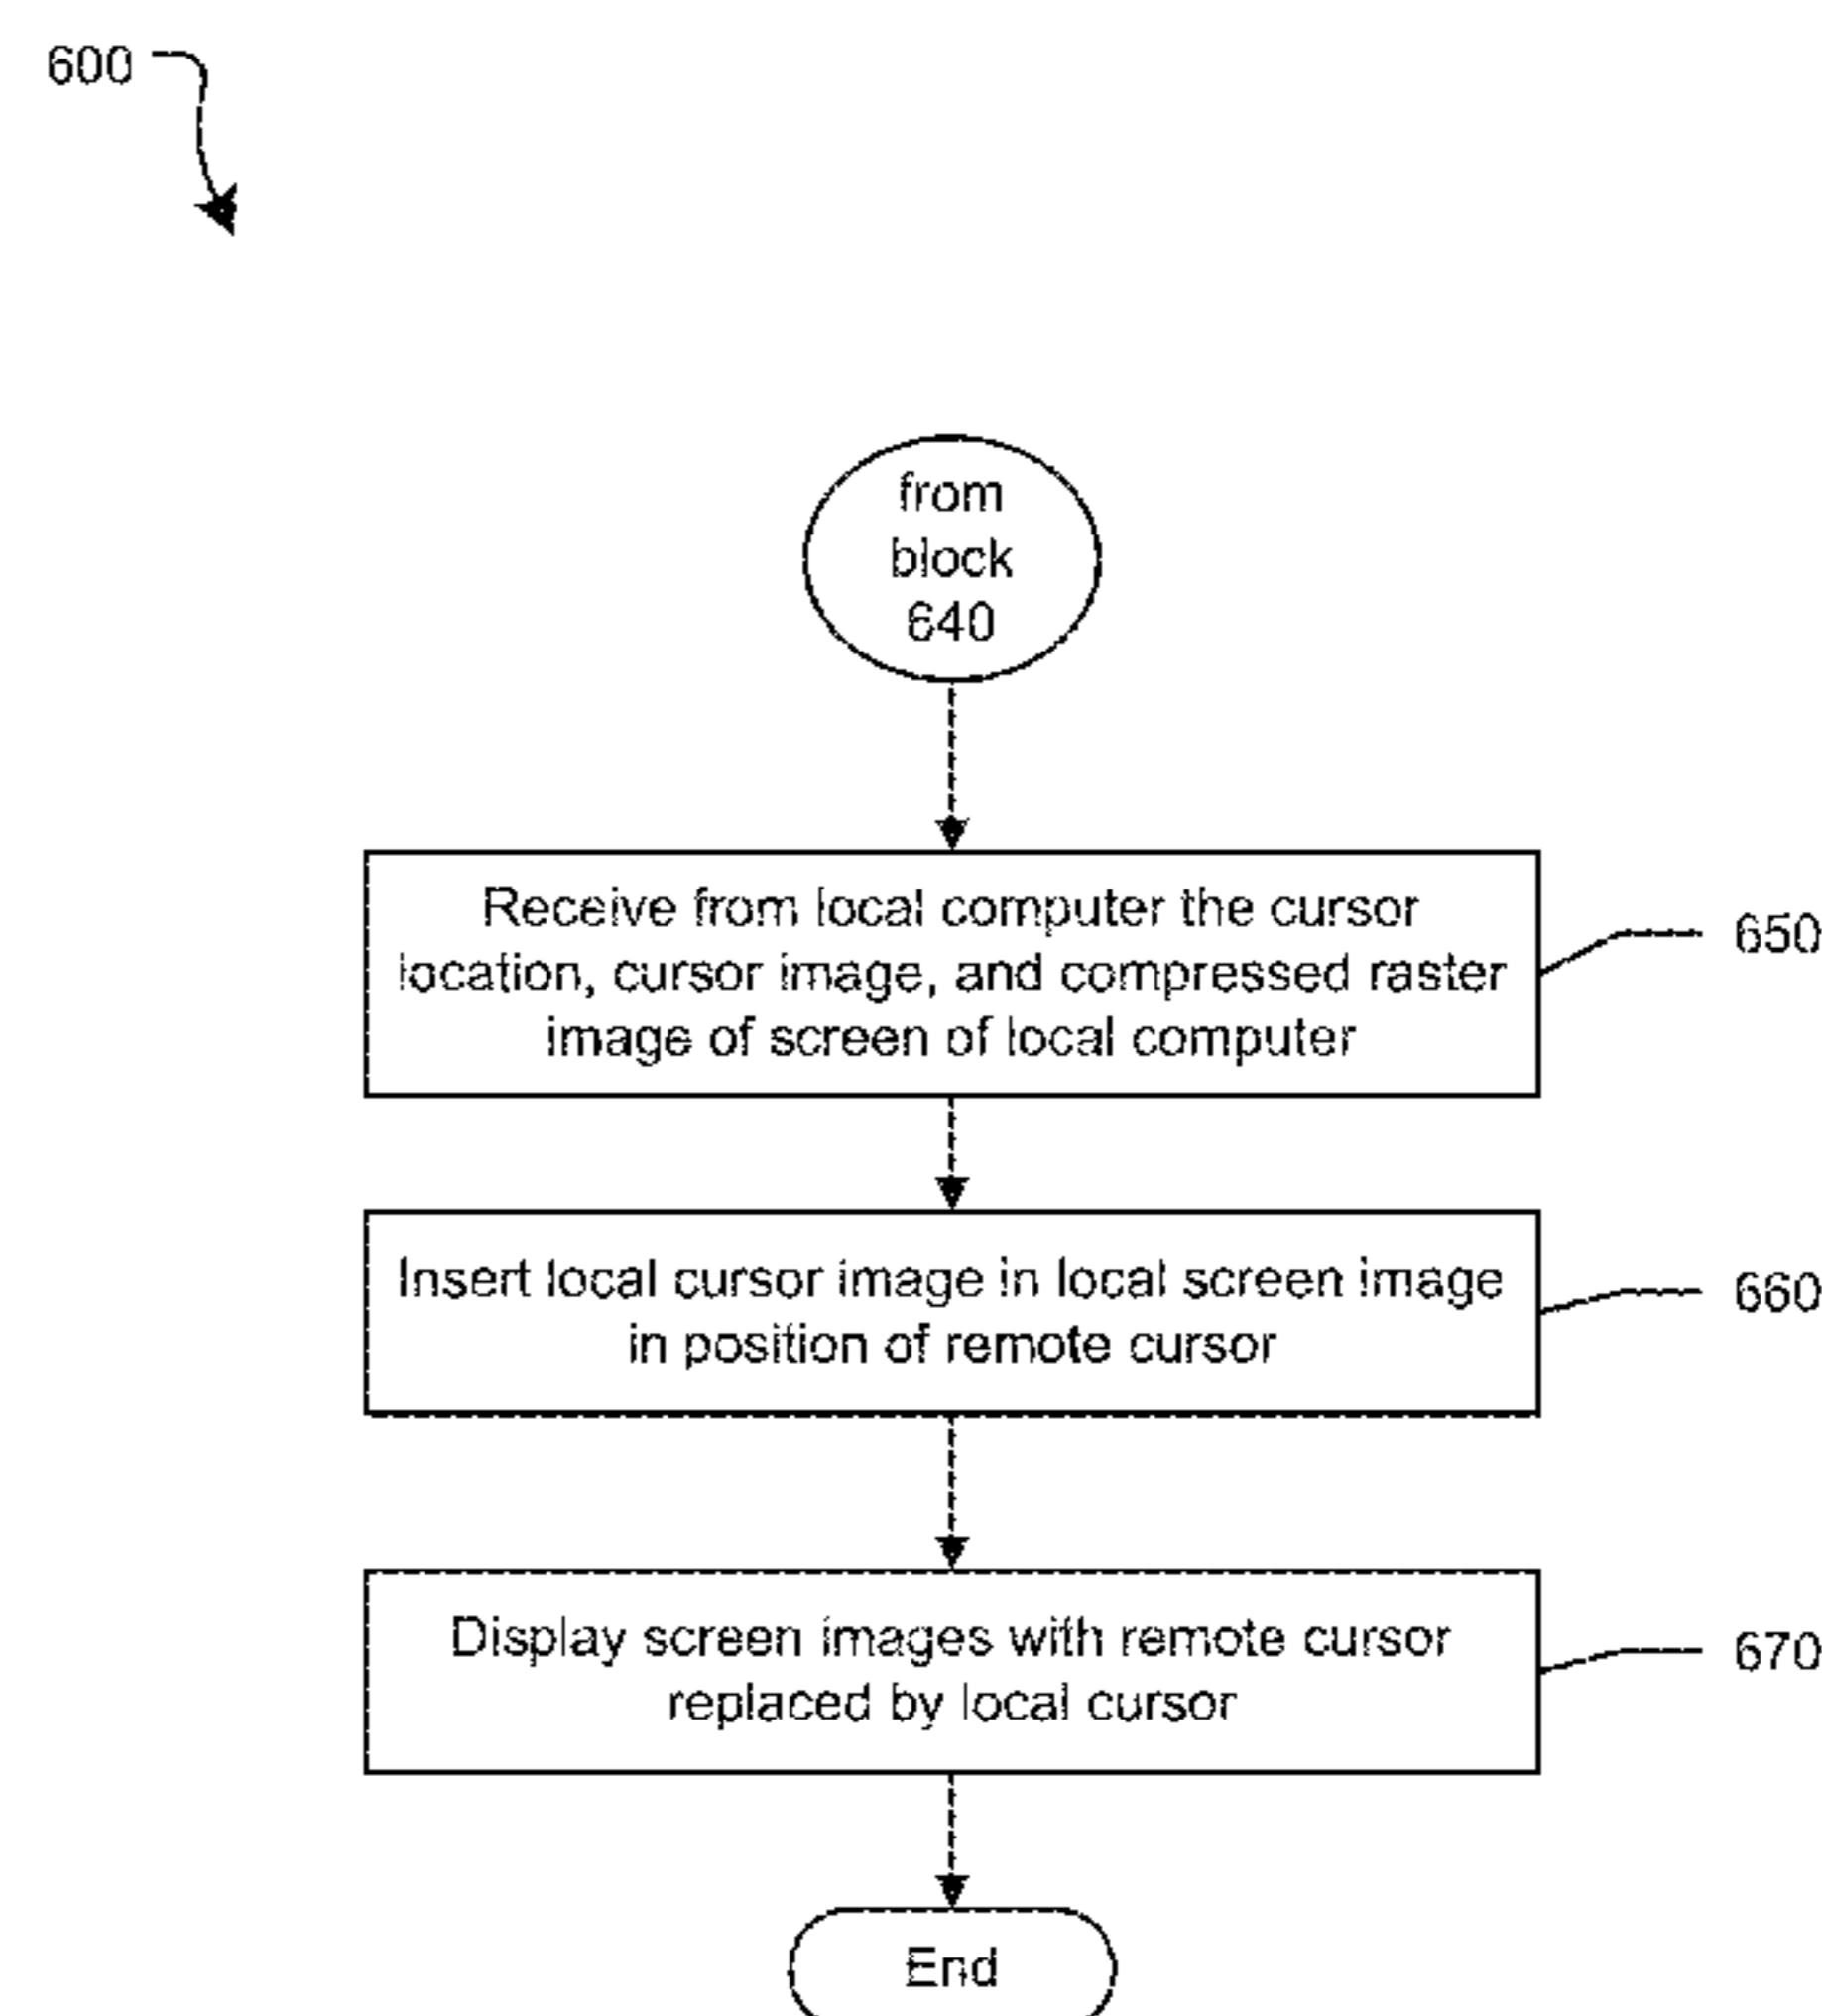 600
from
block
640
Receive from local computer the cursor
location, cursor image, and compressed raster
image of screen of local computer
650
Insert local cursor image in local screen image
in position of remote cursor
660
Display screen images with remote cursor
replaced by local cursor
670
End